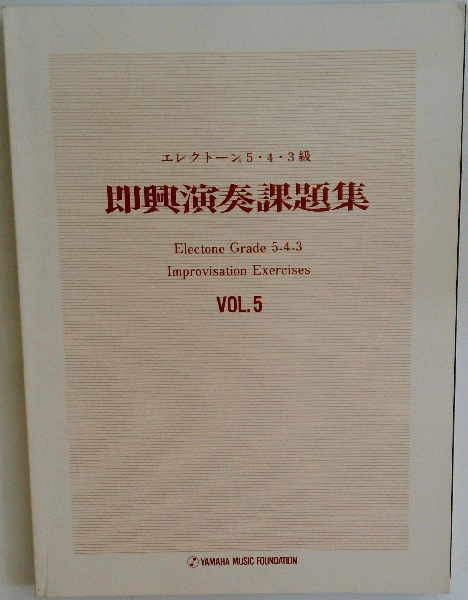 エレクトーン® 5・4・3級
即興演奏課題集
Electone Grade 5-4-3
Improvisation Exercises
VOL.5
YAMAHA MUSIC FOUNDATION